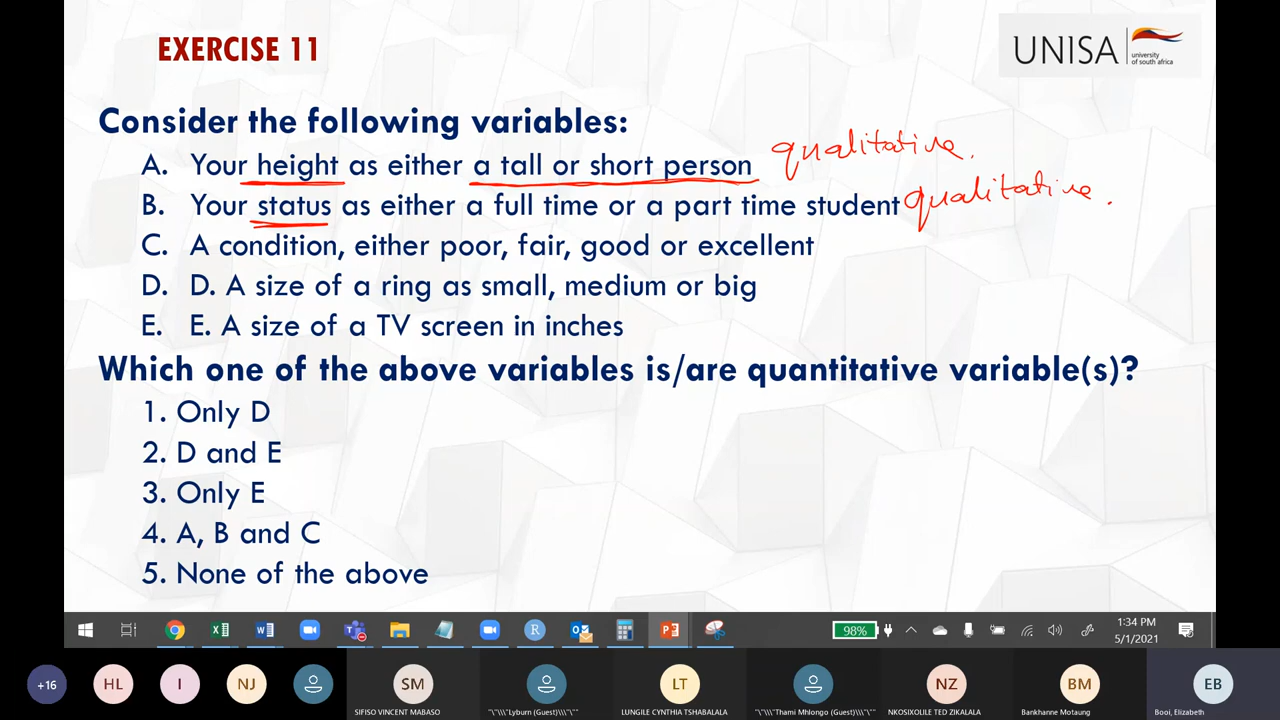 EXERCISE 11
UNISA
university
of south africa
Consider the following variables:
A. Your height as either a tall or short person qualitative.
B. Your status as either a full time or a part time student qualitative.
C. A condition, either poor, fair, good or excellent
D. D. A size of a ring as small, medium or big
E. E. A size of a TV screen in inches
Which one of the above variables is/are quantitative variable(s)?
1. Only D
2. D and E
3. Only E
4. A, B and C
5. None of the above
98%
1:34 PM
5/1/2021
+16
HL
I
NJ
SM
LT
NZ
BM
EB
SIFISO VINCENT MABASO
"\"\\"Lyburn (Guest)\\"\""
LUNGILE CYNTHIA TSHABALALA
"\"\\"Thami Mhlongo (Guest)\\"\""
NKOSIXOLILE TED ZIKALALA
Bankhanne Motaung
Booi, Elizabeth